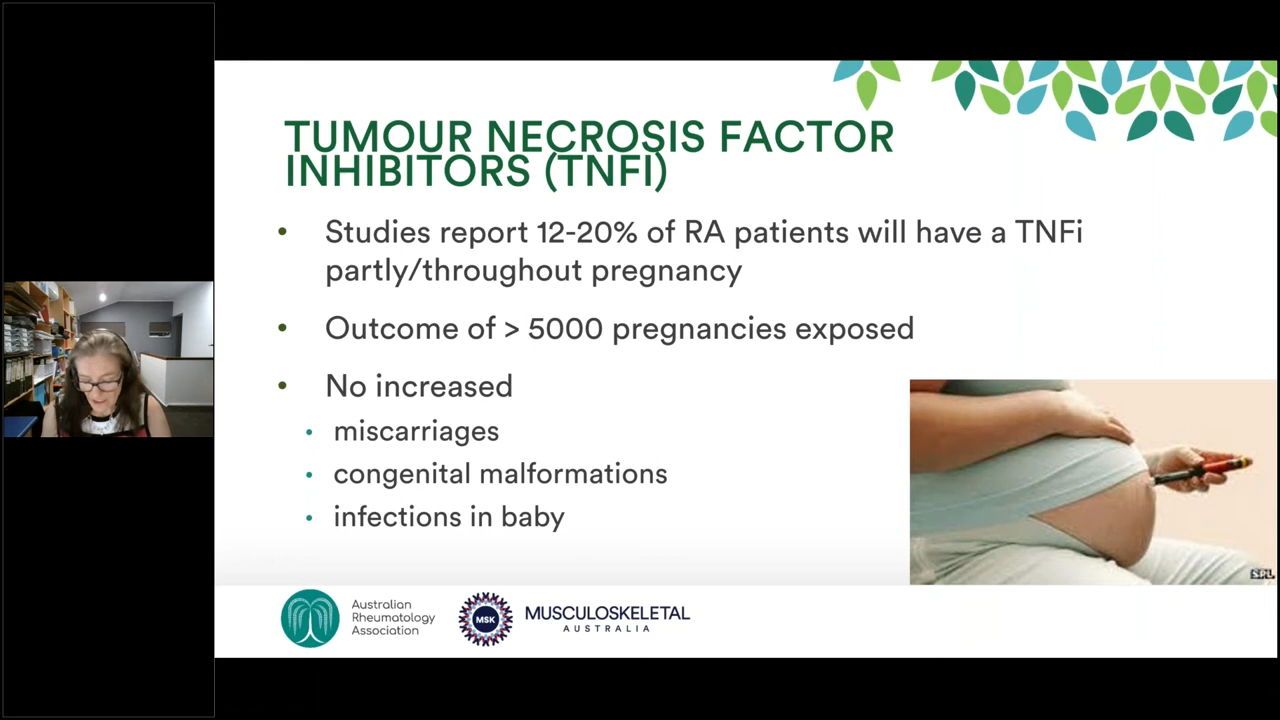 TUMOUR NECROSIS FACTOR
INHIBITORS (TNFI)
• Studies report 12-20% of RA patients will have a TNFi
partly/throughout pregnancy
• Outcome of > 5000 pregnancies exposed
• No increased
• miscarriages
• congenital malformations
• infections in baby
SPL
Australian
Rheumatology
Association
MSK
MUSCULOSKELETAL
AUSTRALIA